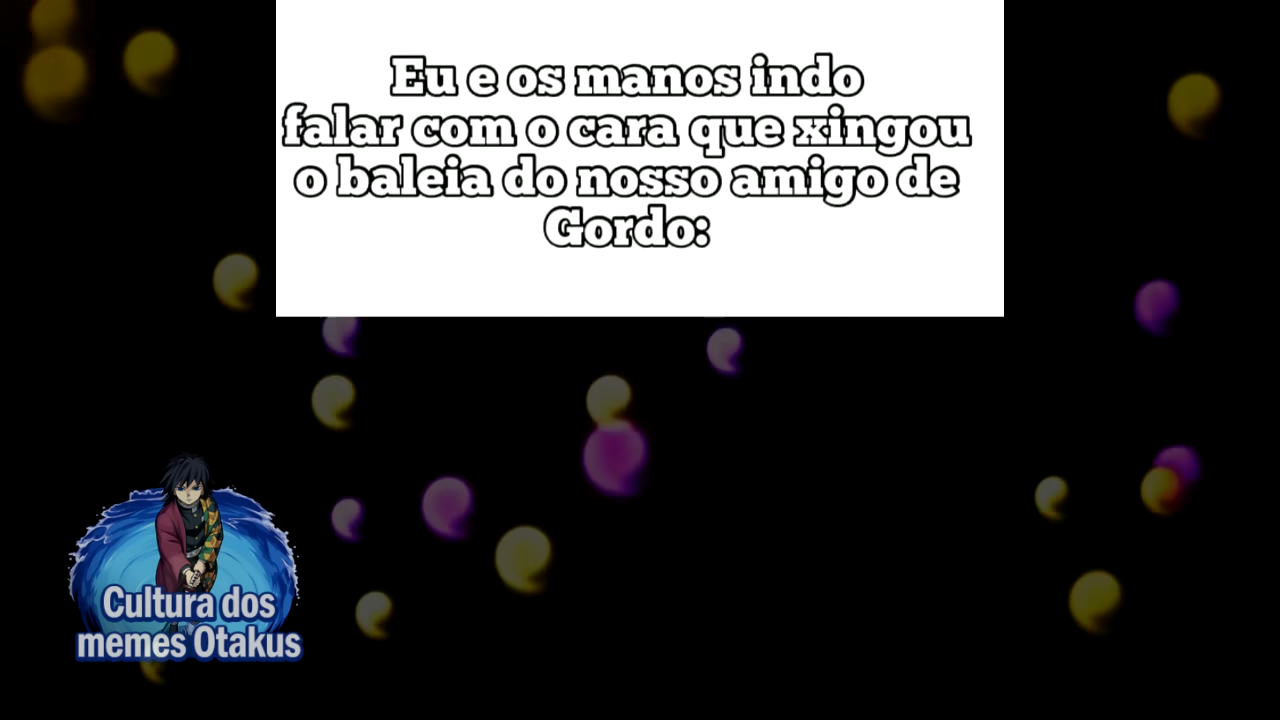 Eu e os manos indo
falar com o cara que xingou
o baleia do nosso amigo de
Gordo:
Cultura dos
memes Otakus